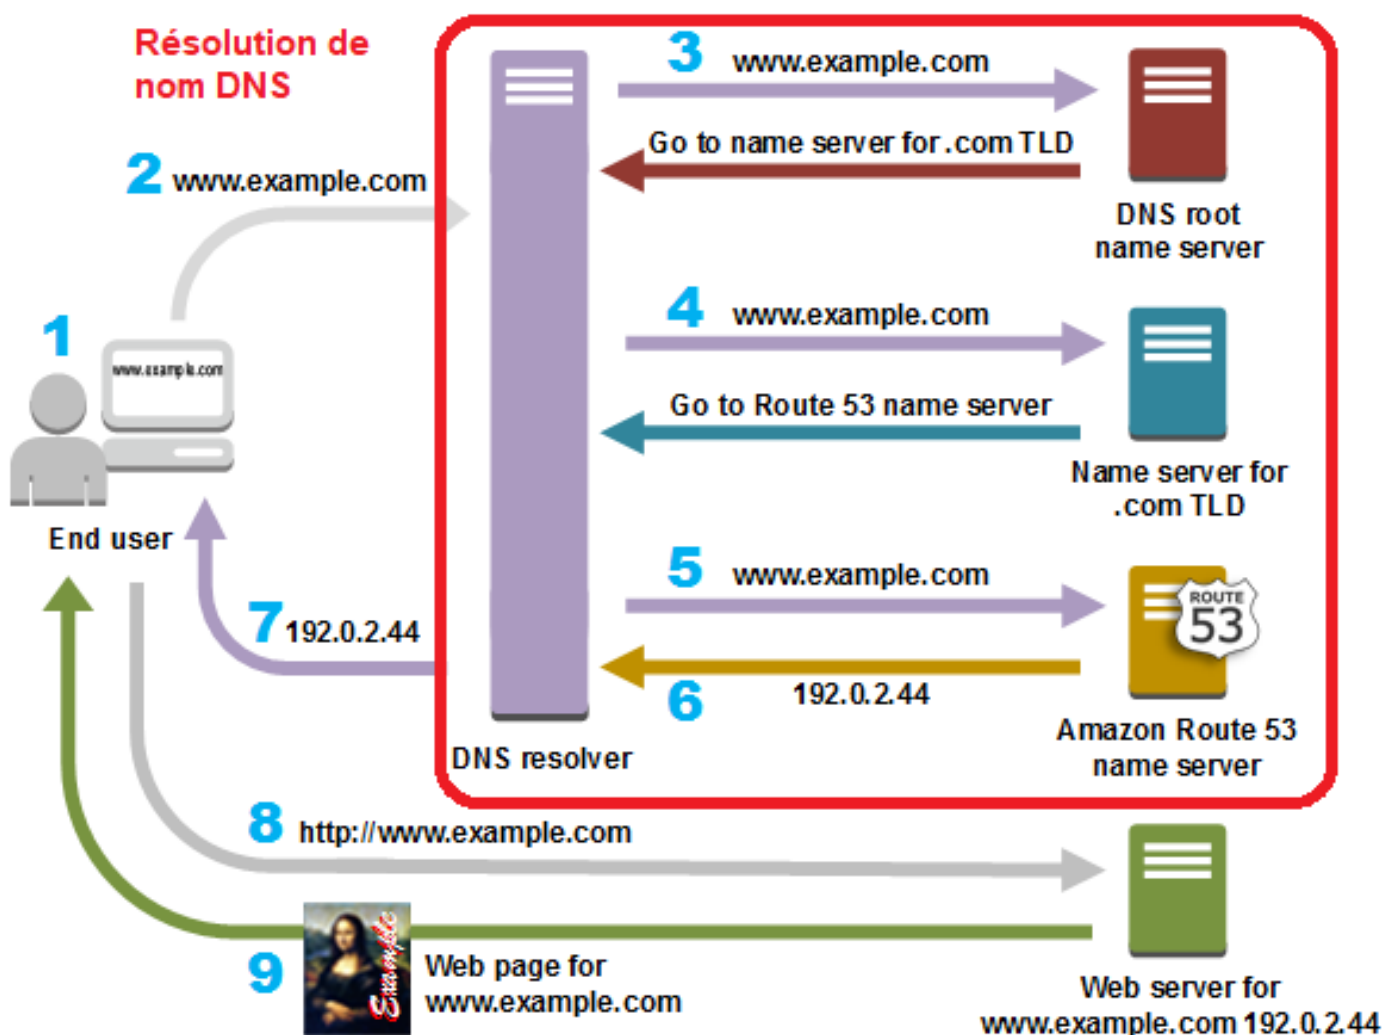 Résolution de
nom DNS
3 www.example.com
Go to name server for .com TLD
DNS root
name server
2 www.example.com
1
www.example.com
End user
4 www.example.com
Go to Route 53 name server
Name server for
.com TLD
5 www.example.com
ROUTE
53
6
192.0.2.44
Amazon Route 53
name server
7 192.0.2.44
DNS resolver
8 http://www.example.com
9
Example
Web page for
www.example.com
Web server for
www.example.com 192.0.2.44